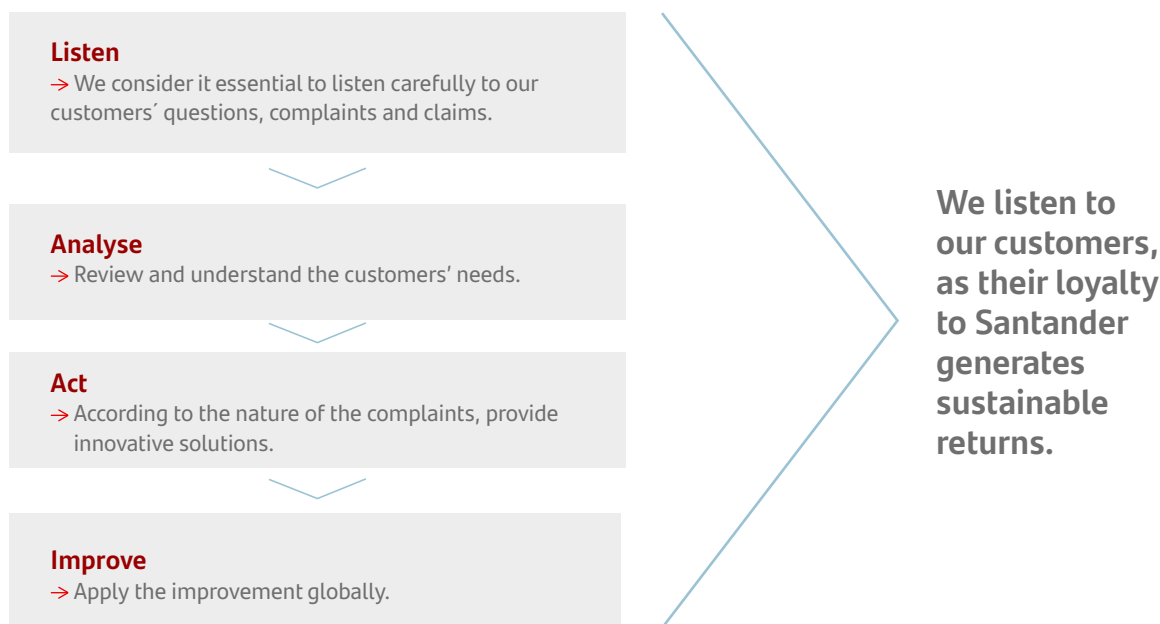 Listen
→ We consider it essential to listen carefully to our
customers´ questions, complaints and claims.
Analyse
→ Review and understand the customers’ needs.
Act
→ According to the nature of the complaints, provide
innovative solutions.
Improve
→ Apply the improvement globally.
We listen to
our customers,
as their loyalty
to Santander
generates
sustainable
returns.